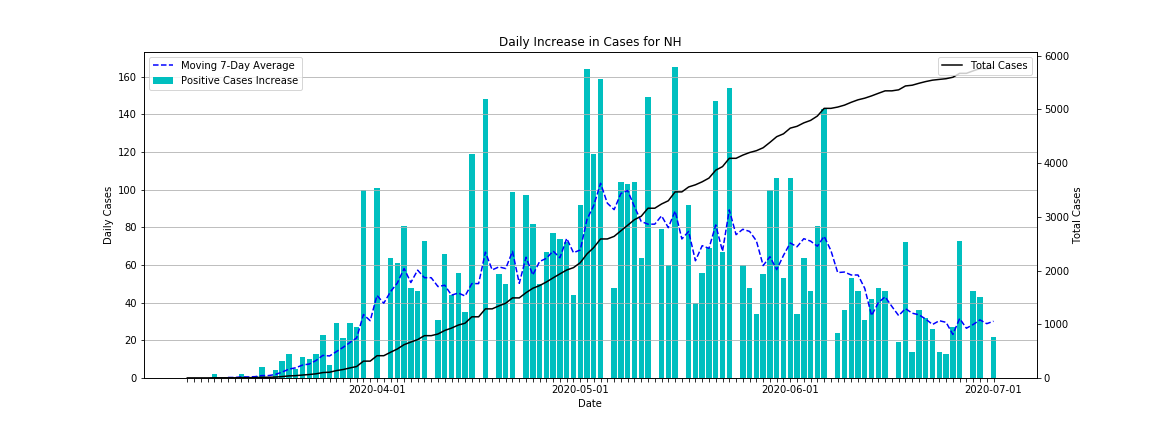 Daily Increase in Cases for NH
Moving 7-Day Average
Positive Cases Increase
Total Cases
160
140
120
100
80
60
40
20
0
6000
5000
4000
3000
2000
1000
0
Daily Cases
Total Cases
2020-04-01 2020-05-01 2020-06-01 2020-07-01
Date